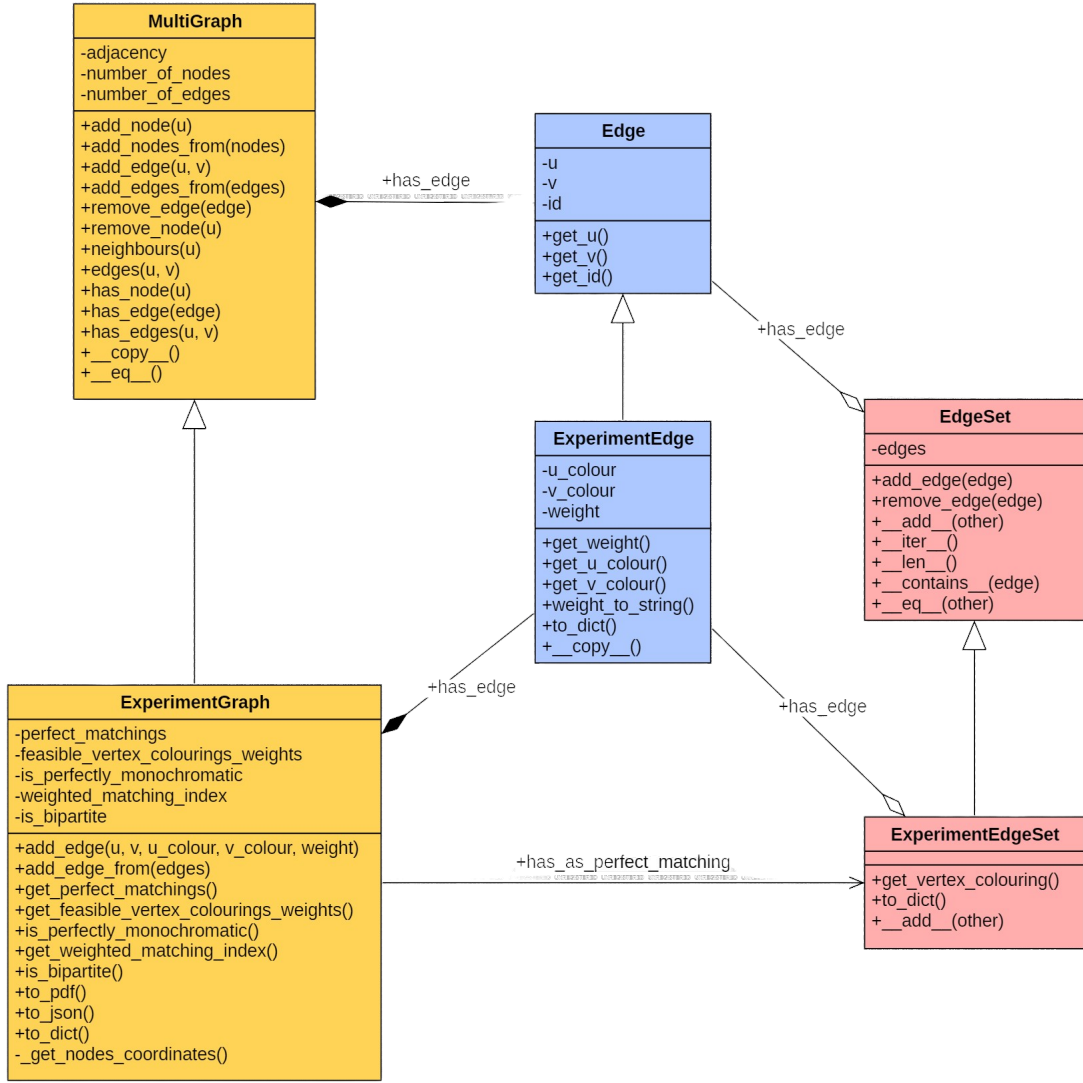 MultiGraph
-adjacency
-number_of_nodes
-number_of_edges
+add_node(u)
+add_nodes_from(nodes)
+add_edge(u, v)
+add_edges_from(edges)
+remove_edge(edge)
+remove_node(u)
+neighbours(u)
+edges(u, v)
+has_node(u)
+has_edge(edge)
+has_edges(u, v)
+__copy__()
+__eq__()
+has_edge
Edge
-u
-v
-id
+get_u()
+get_v()
+get_id()
+has_edge
EdgeSet
-edges
+add_edge(edge)
+remove_edge(edge)
+__add__(other)
+__iter__()
+__len__()
+__contains__(edge)
+__eq__(other)
ExperimentEdge
-u_colour
-v_colour
-weight
+get_weight()
+get_u_colour()
+get_v_colour()
+weight_to_string()
+to_dict()
+__copy__()
+has_edge
+has_edge
ExperimentGraph
-perfect_matchings
-feasible_vertex_colourings_weights
-is_perfectly_monochromatic
-weighted_matching_index
-is_bipartite
+add_edge(u, v, u_colour, v_colour, weight)
+add_edge_from(edges)
+get_perfect_matchings()
+get_feasible_vertex_colourings_weights()
+is_perfectly_monochromatic()
+get_weighted_matching_index()
+is_bipartite()
+to_pdf()
+to_json()
+to_dict()
-_get_nodes_coordinates()
+has_as_perfect_matching
ExperimentEdgeSet
+get_vertex_colouring()
+to_dict()
+__add__(other)